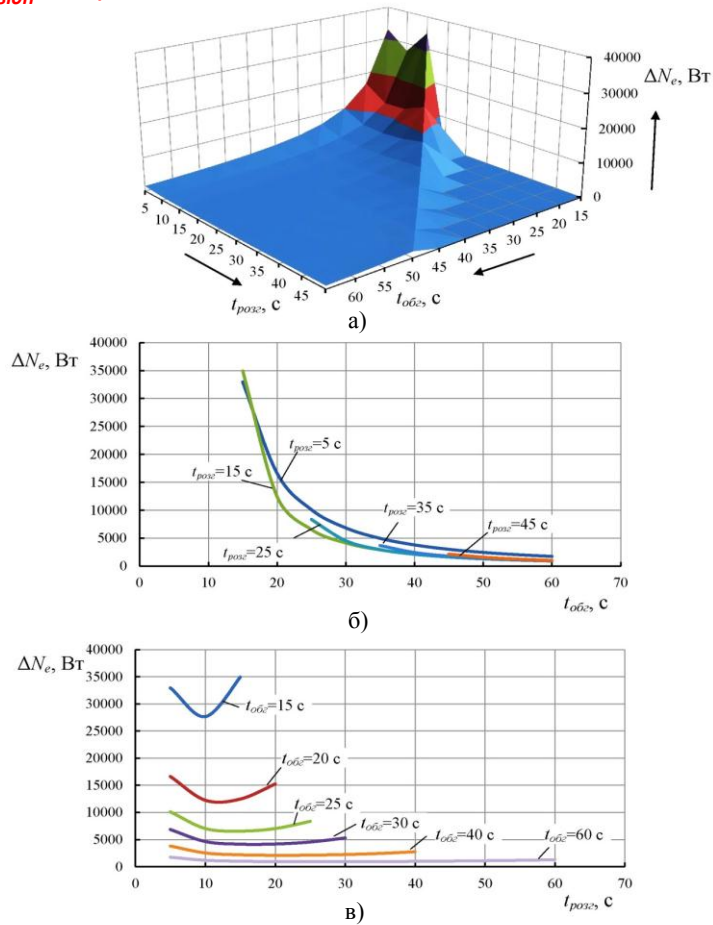 sion
40000
ΔNₑ, Вт
30000
20000
10000
0
5 10 15 20 25 30 35 40 45
60 55 50 45 40 35 30 25 20 15
tрозг, с
tобг, с
а)
ΔNₑ, Вт
40000
35000
30000
25000
20000
15000
10000
5000
0
tрозг=5 с
tрозг=15 с
tрозг=35 с
tрозг=45 с
tрозг=25 с
0 10 20 30 40 50 60 70
tобг, с
б)
ΔNₑ, Вт
40000
35000
30000
25000
20000
15000
10000
5000
0
tобг=15 с
tобг=20 с
tобг=25 с
tобг=30 с
tобг=40 с
tобг=60 с
0 10 20 30 40 50 60 70
tрозг, с
в)